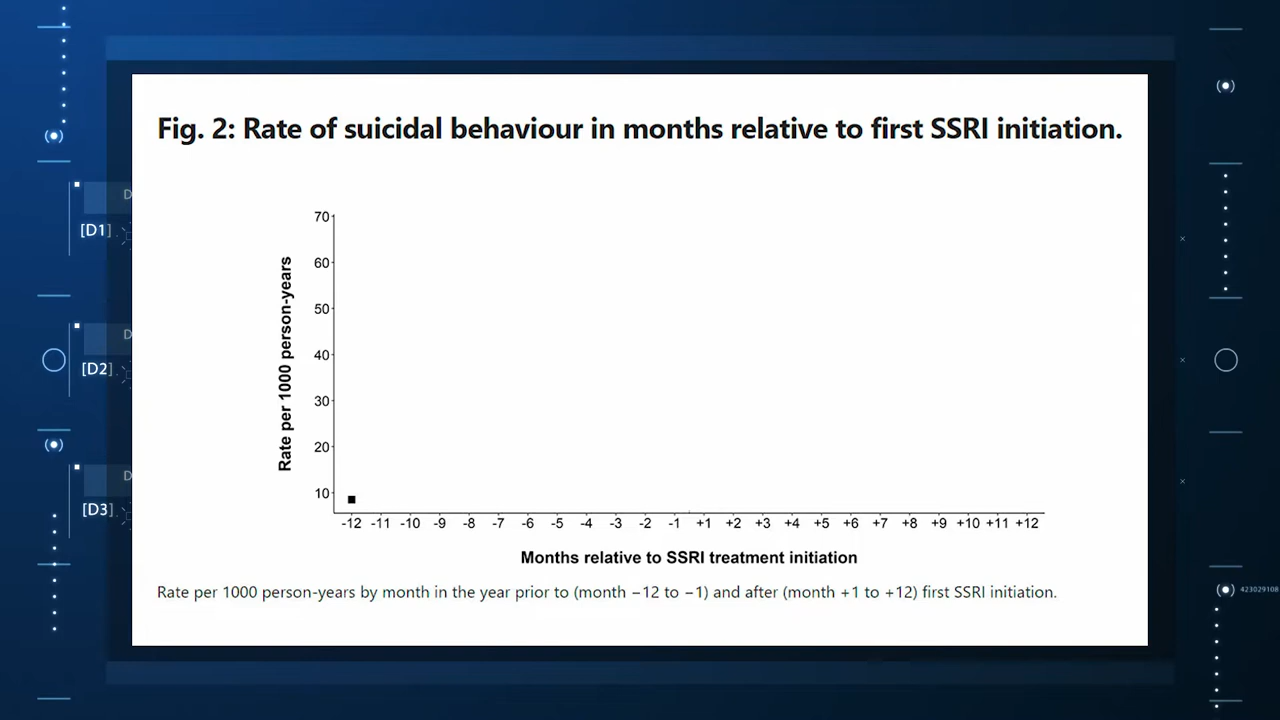 Fig. 2: Rate of suicidal behaviour in months relative to first SSRI initiation.
D
[D1]
D
[D2]
D
[D3]
Rate per 1000 person-years
70
60
50
40
30
20
10
-12 -11 -10 -9 -8 -7 -6 -5 -4 -3 -2 -1 +1 +2 +3 +4 +5 +6 +7 +8 +9 +10 +11 +12
Months relative to SSRI treatment initiation
Rate per 1000 person-years by month in the year prior to (month −12 to −1) and after (month +1 to +12) first SSRI initiation.